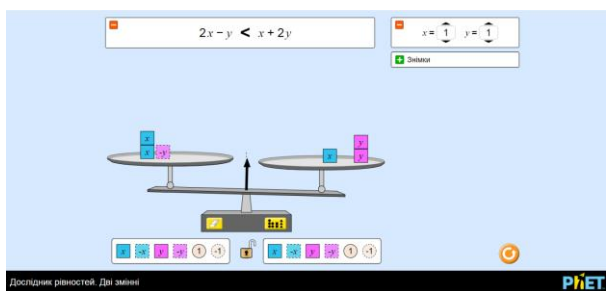 2x − y < x + 2y
x = 1 y = 1
Знімки
x
x -y
y
x y
x -x y -y 1 -1
x -x y -y 1 -1
Дослідник рівностей. Дві змінні
PhET